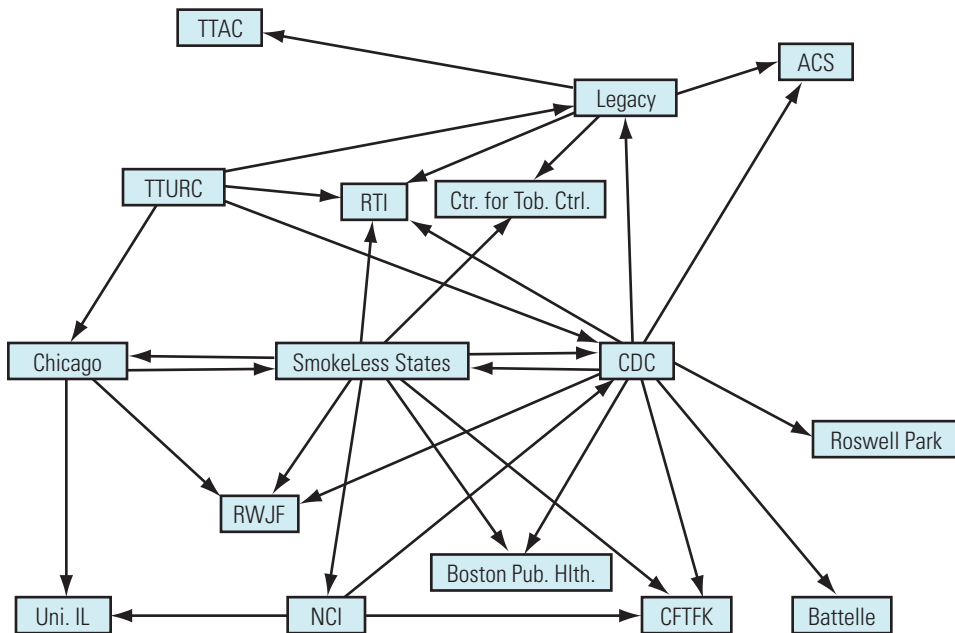 TTAC
ACS
Legacy
TTURC
RTI
Ctr. for Tob. Ctrl.
Chicago
SmokeLess States
CDC
Roswell Park
RWJF
Boston Pub. Hlth.
Uni. IL
NCI
CFTFK
Battelle